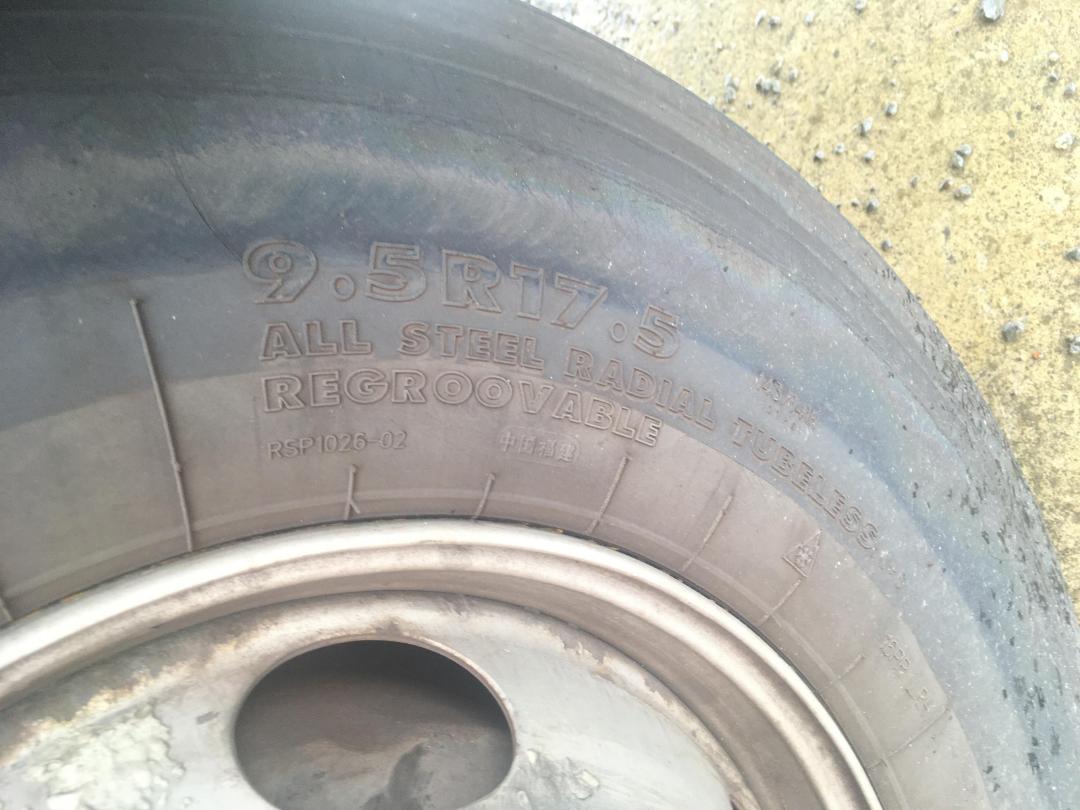 9.5R17.5
ALL STEEL RADIAL TUBELESS
REGROOVABLE
RSP1026-02
中国福建